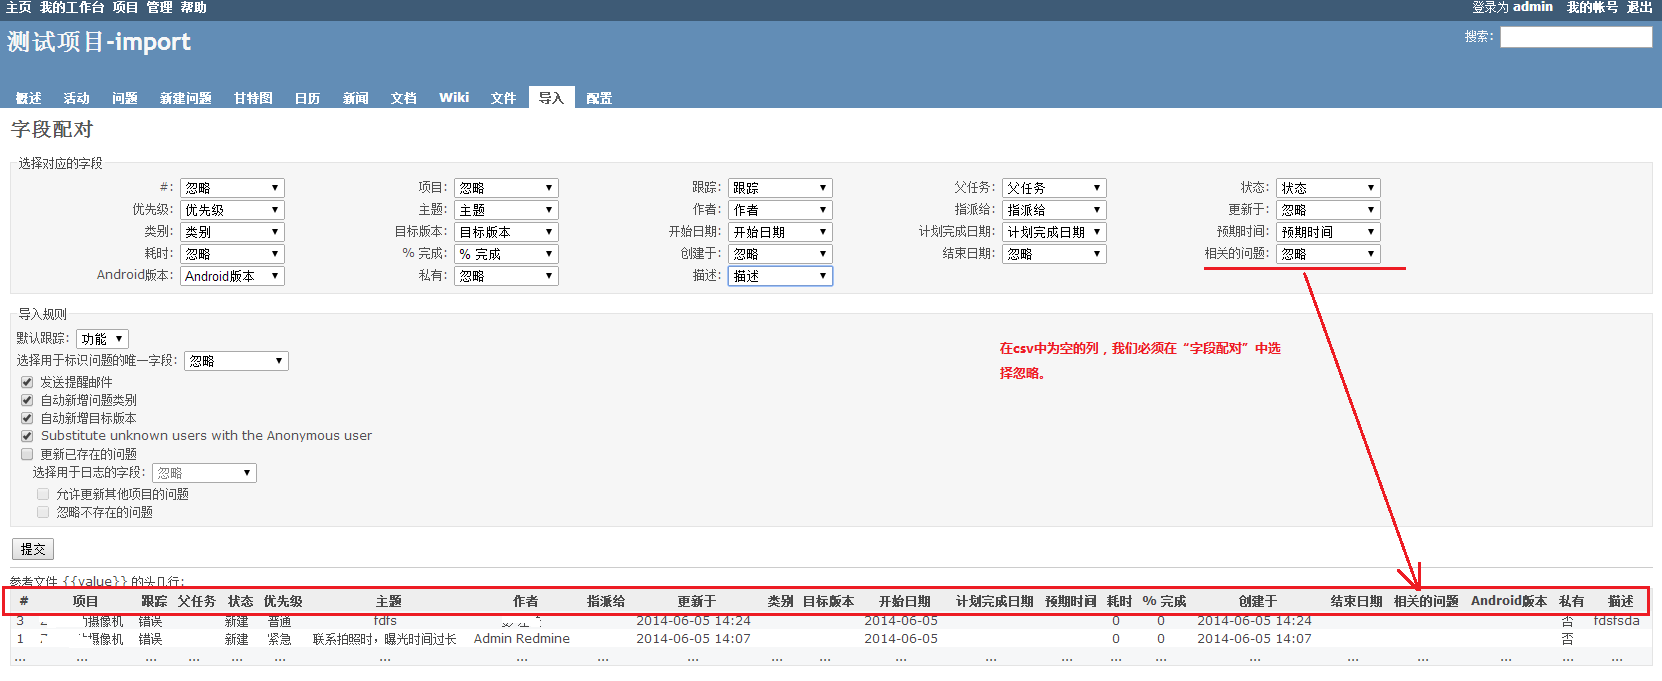 主页 我的工作台 项目 管理 帮助 登录为 admin 我的帐号 退出
测试项目-import 搜索:
概述 活动 问题 新建问题 甘特图 日历 新闻 文档 Wiki 文件 导入 配置
字段配对
选择对应的字段
#: 忽略 项目: 忽略 跟踪: 跟踪 父任务: 父任务 状态: 状态
优先级: 优先级 主题: 主题 作者: 作者 指派给: 指派给 更新于: 忽略
类别: 类别 目标版本: 目标版本 开始日期: 开始日期 计划完成日期: 计划完成日期 预期时间: 预期时间
耗时: 忽略 % 完成: % 完成 创建于: 忽略 结束日期: 忽略 相关的问题: 忽略
Android版本: Android版本 私有: 忽略 描述: 描述
导入规则
默认跟踪: 功能
选择用于标识问题的唯一字段: 忽略
在csv中为空的列，我们必须在“字段配对”中选
择忽略。
发送提醒邮件
自动新增问题类别
自动新增目标版本
Substitute unknown users with the Anonymous user
更新已存在的问题
选择用于日志的字段: 忽略
允许更新其他项目的问题
忽略不存在的问题
提交
参考文件 {{value}} 的头几行:
# 项目 跟踪 父任务 状态 优先级 主题 作者 指派给 更新于 类别 目标版本 开始日期 计划完成日期 预期时间 耗时 % 完成 创建于 结束日期 相关的问题 Android版本 私有 描述
3 摄像机 错误 新建 普通 fdfs 2014-06-05 14:24 2014-06-05 0 0 2014-06-05 14:24 否 fdsfsda
1 摄像机 错误 新建 紧急 联系拍照时，曝光时间过长 Admin Redmine 2014-06-05 14:07 2014-06-05 0 0 2014-06-05 14:07 否
... ... ... ... ... ... ... ... ... ... ... ... ... ... ... ... ... ... ... ... ... ... ...